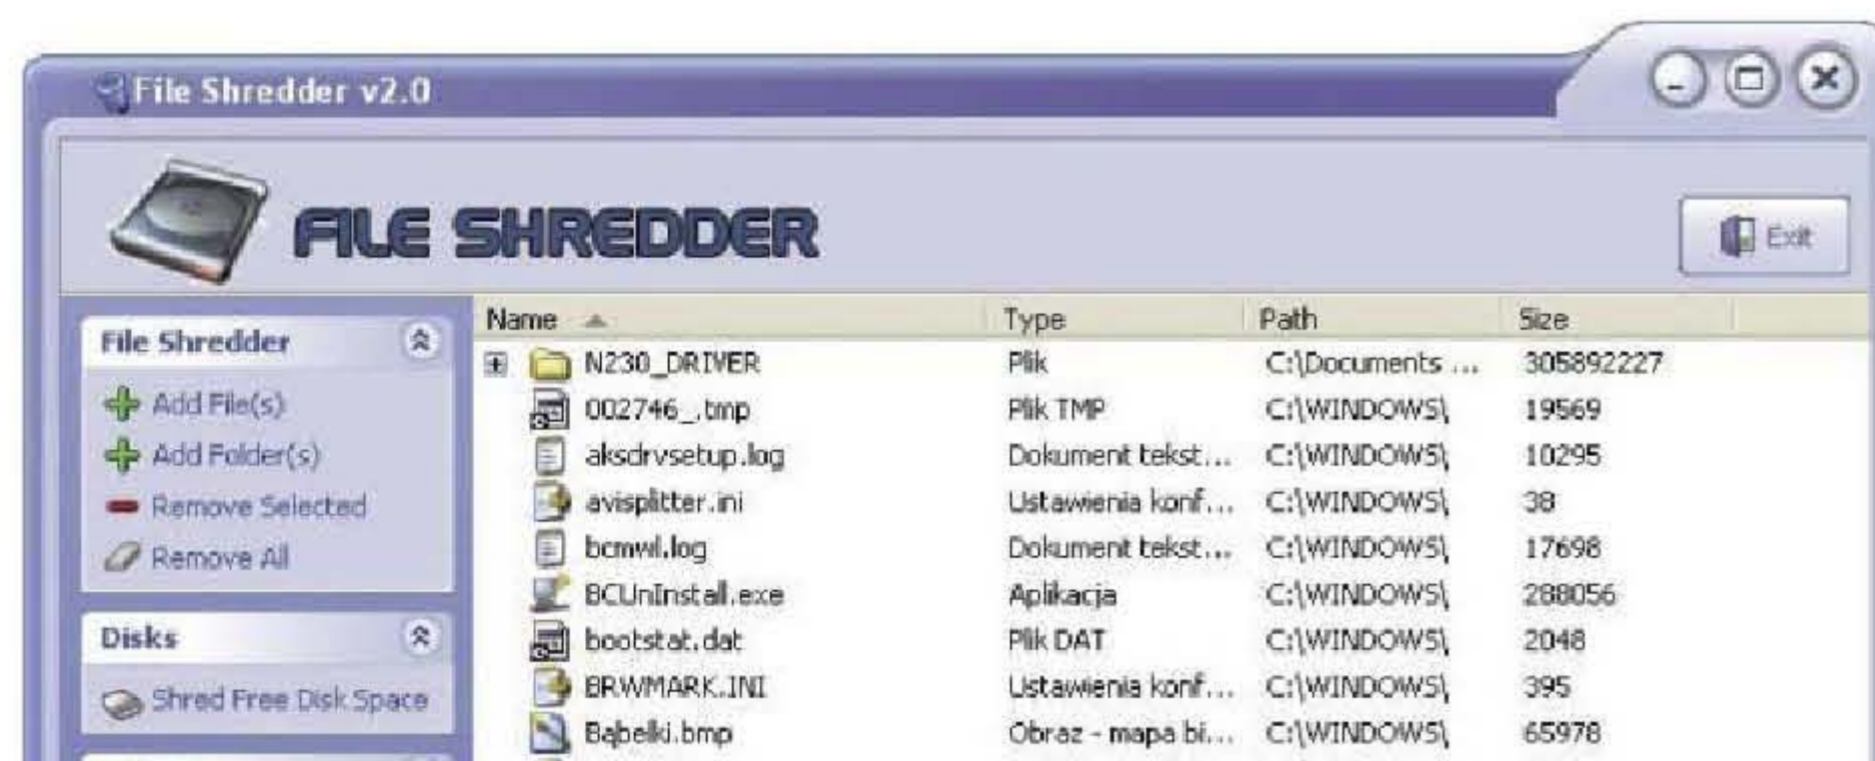 File Shredder v2.0
FILE SHREDDER
Exit
File Shredder
Add File(s)
Add Folder(s)
Remove Selected
Remove All
Disks
Shred Free Disk Space
Name Type Path Size
N230_DRIVER Plik C:\Documents ... 305892227
002746_.tmp Plik TMP C:\WINDOWS\ 19569
aksdrvsetup.log Dokument tekst... C:\WINDOWS\ 10295
avisplitter.ini Ustawienia konf... C:\WINDOWS\ 38
bcmwl.log Dokument tekst... C:\WINDOWS\ 17698
BCUnInstall.exe Aplikacja C:\WINDOWS\ 288056
bootstat.dat Plik DAT C:\WINDOWS\ 2048
BRWMARK.INI Ustawienia konf... C:\WINDOWS\ 395
Bąbelki.bmp Obraz - mapa bi... C:\WINDOWS\ 65978